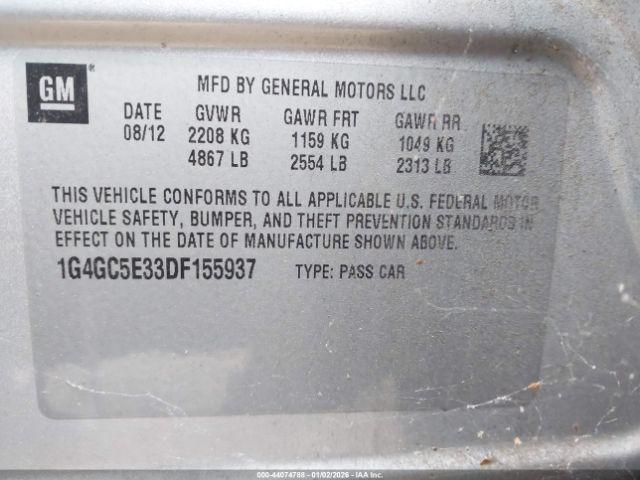 GM
MFD BY GENERAL MOTORS LLC
DATE GVWR GAWR FRT GAWR RR
08/12 2208 KG 1159 KG 1049 KG
4867 LB 2554 LB 2313 LB
THIS VEHICLE CONFORMS TO ALL APPLICABLE U.S. FEDERAL MOTOR
VEHICLE SAFETY, BUMPER, AND THEFT PREVENTION STANDARDS IN
EFFECT ON THE DATE OF MANUFACTURE SHOWN ABOVE.
1G4GC5E33DF155937 TYPE: PASS CAR
000-44074788 - 01/02/2026 - COPART IAA